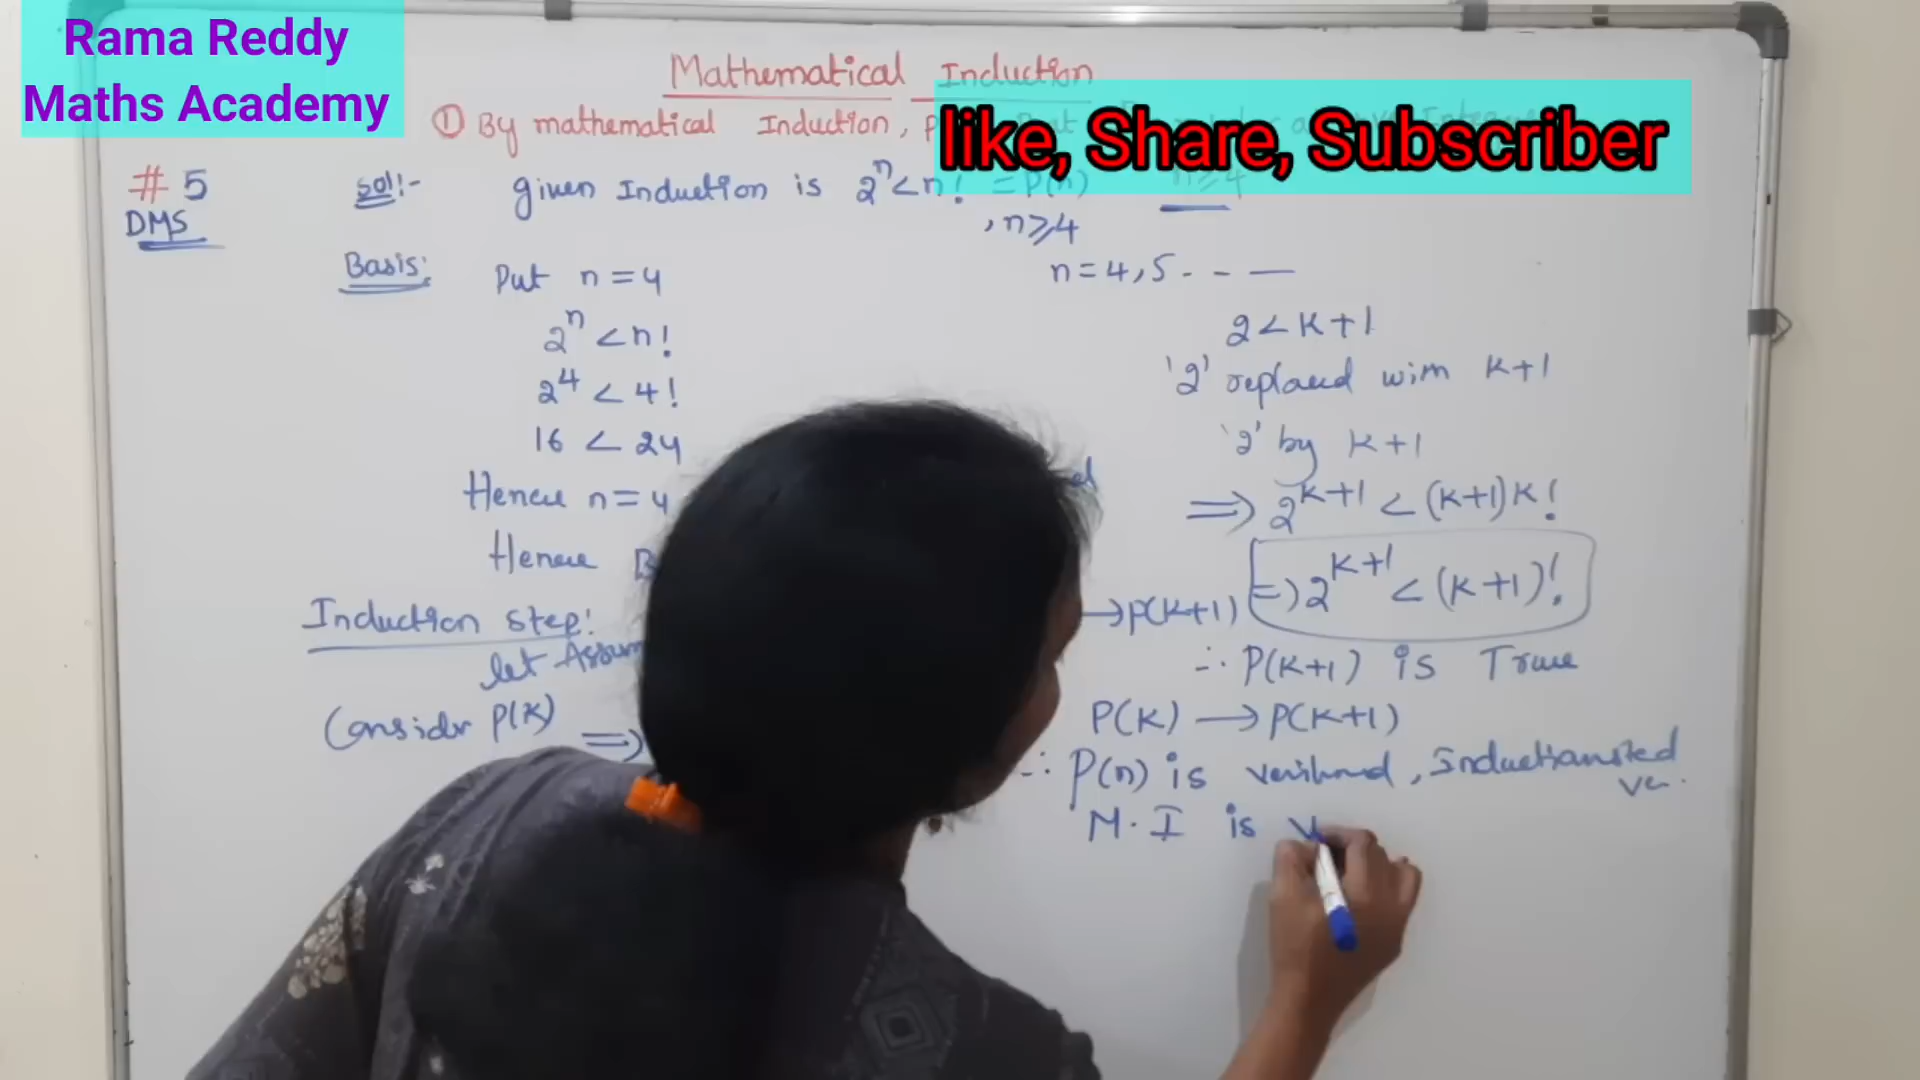 Rama Reddy
Maths Academy
like, Share, Subscriber
Mathematical Induction
① By mathematical Induction,
# 5
DMS
Sol:-
given Induction is 2ⁿ < n! = P(n)
, n ≥ 4
n ≥ 4
Basis:
Put n = 4
2ⁿ < n!
2⁴ < 4!
16 < 24
Hence n = 4
Hence
Induction step:
let Assum
Consider P(K) ⟹
n = 4, 5 - - —
2 < K+1
'2' replaced with K+1
'2' by K+1
⟹ 2ᴷ⁺¹ < (K+1) K!
⟹ 2ᴷ⁺¹ < (K+1)!
→ P(K+1)
∴ P(K+1) is True
P(K) → P(K+1)
∴ P(n) is
M.I is v